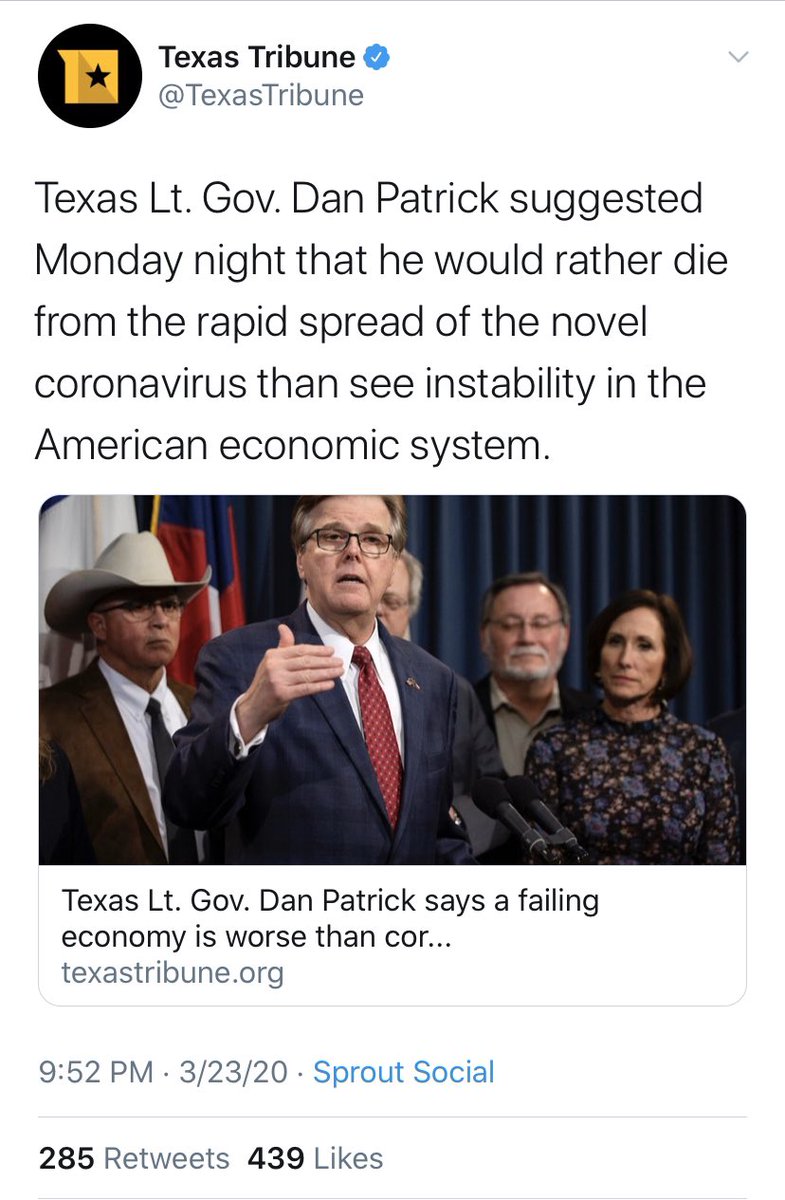 Texas Tribune
@TexasTribune
Texas Lt. Gov. Dan Patrick suggested
Monday night that he would rather die
from the rapid spread of the novel
coronavirus than see instability in the
American economic system.
Texas Lt. Gov. Dan Patrick says a failing
economy is worse than cor...
texastribune.org
9:52 PM · 3/23/20 · Sprout Social
285 Retweets 439 Likes